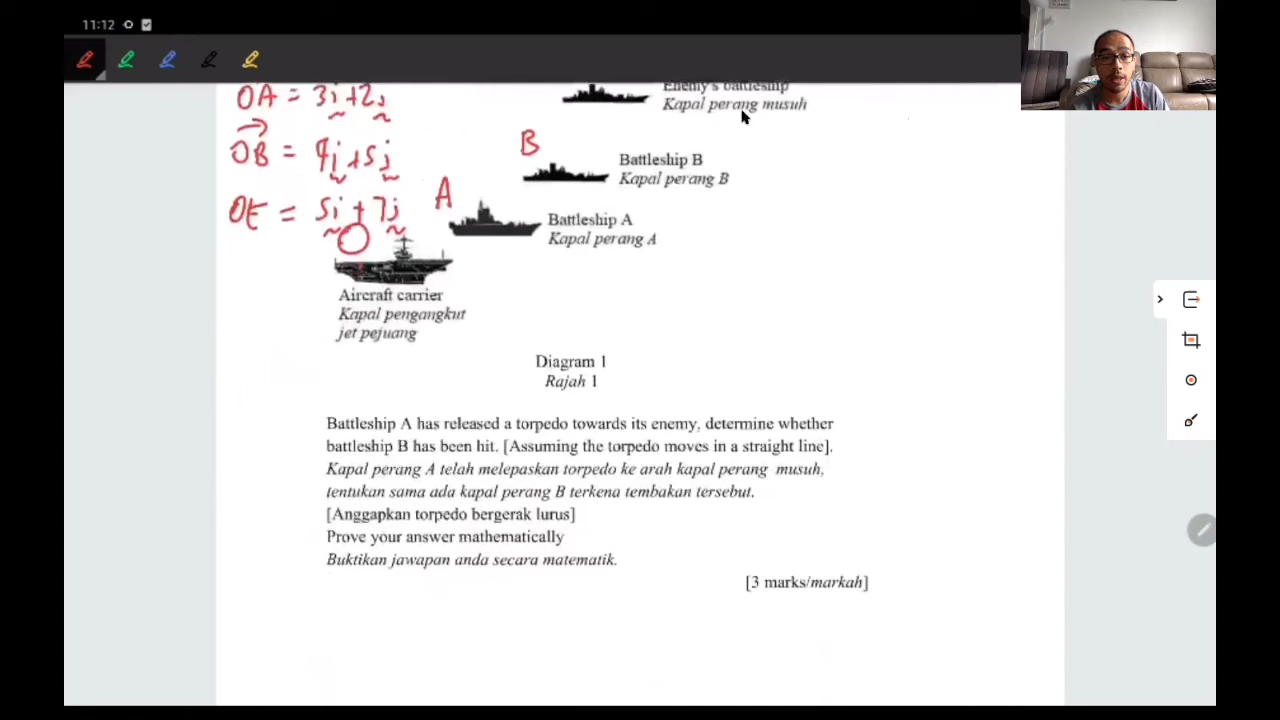 11:12
OA = 3i + 2j
Enemy's battleship
Kapal perang musuh
OB = 4i + 5j
B
Battleship B
Kapal perang B
OE = 5i + 7j
A
Battleship A
Kapal perang A
O
Aircraft carrier
Kapal pengangkut
jet pejuang
Diagram 1
Rajah 1
Battleship A has released a torpedo towards its enemy, determine whether
battleship B has been hit. [Assuming the torpedo moves in a straight line].
Kapal perang A telah melepaskan torpedo ke arah kapal perang musuh,
tentukan sama ada kapal perang B terkena tembakan tersebut.
[Anggapkan torpedo bergerak lurus]
Prove your answer mathematically
Buktikan jawapan anda secara matematik.
[3 marks/markah]